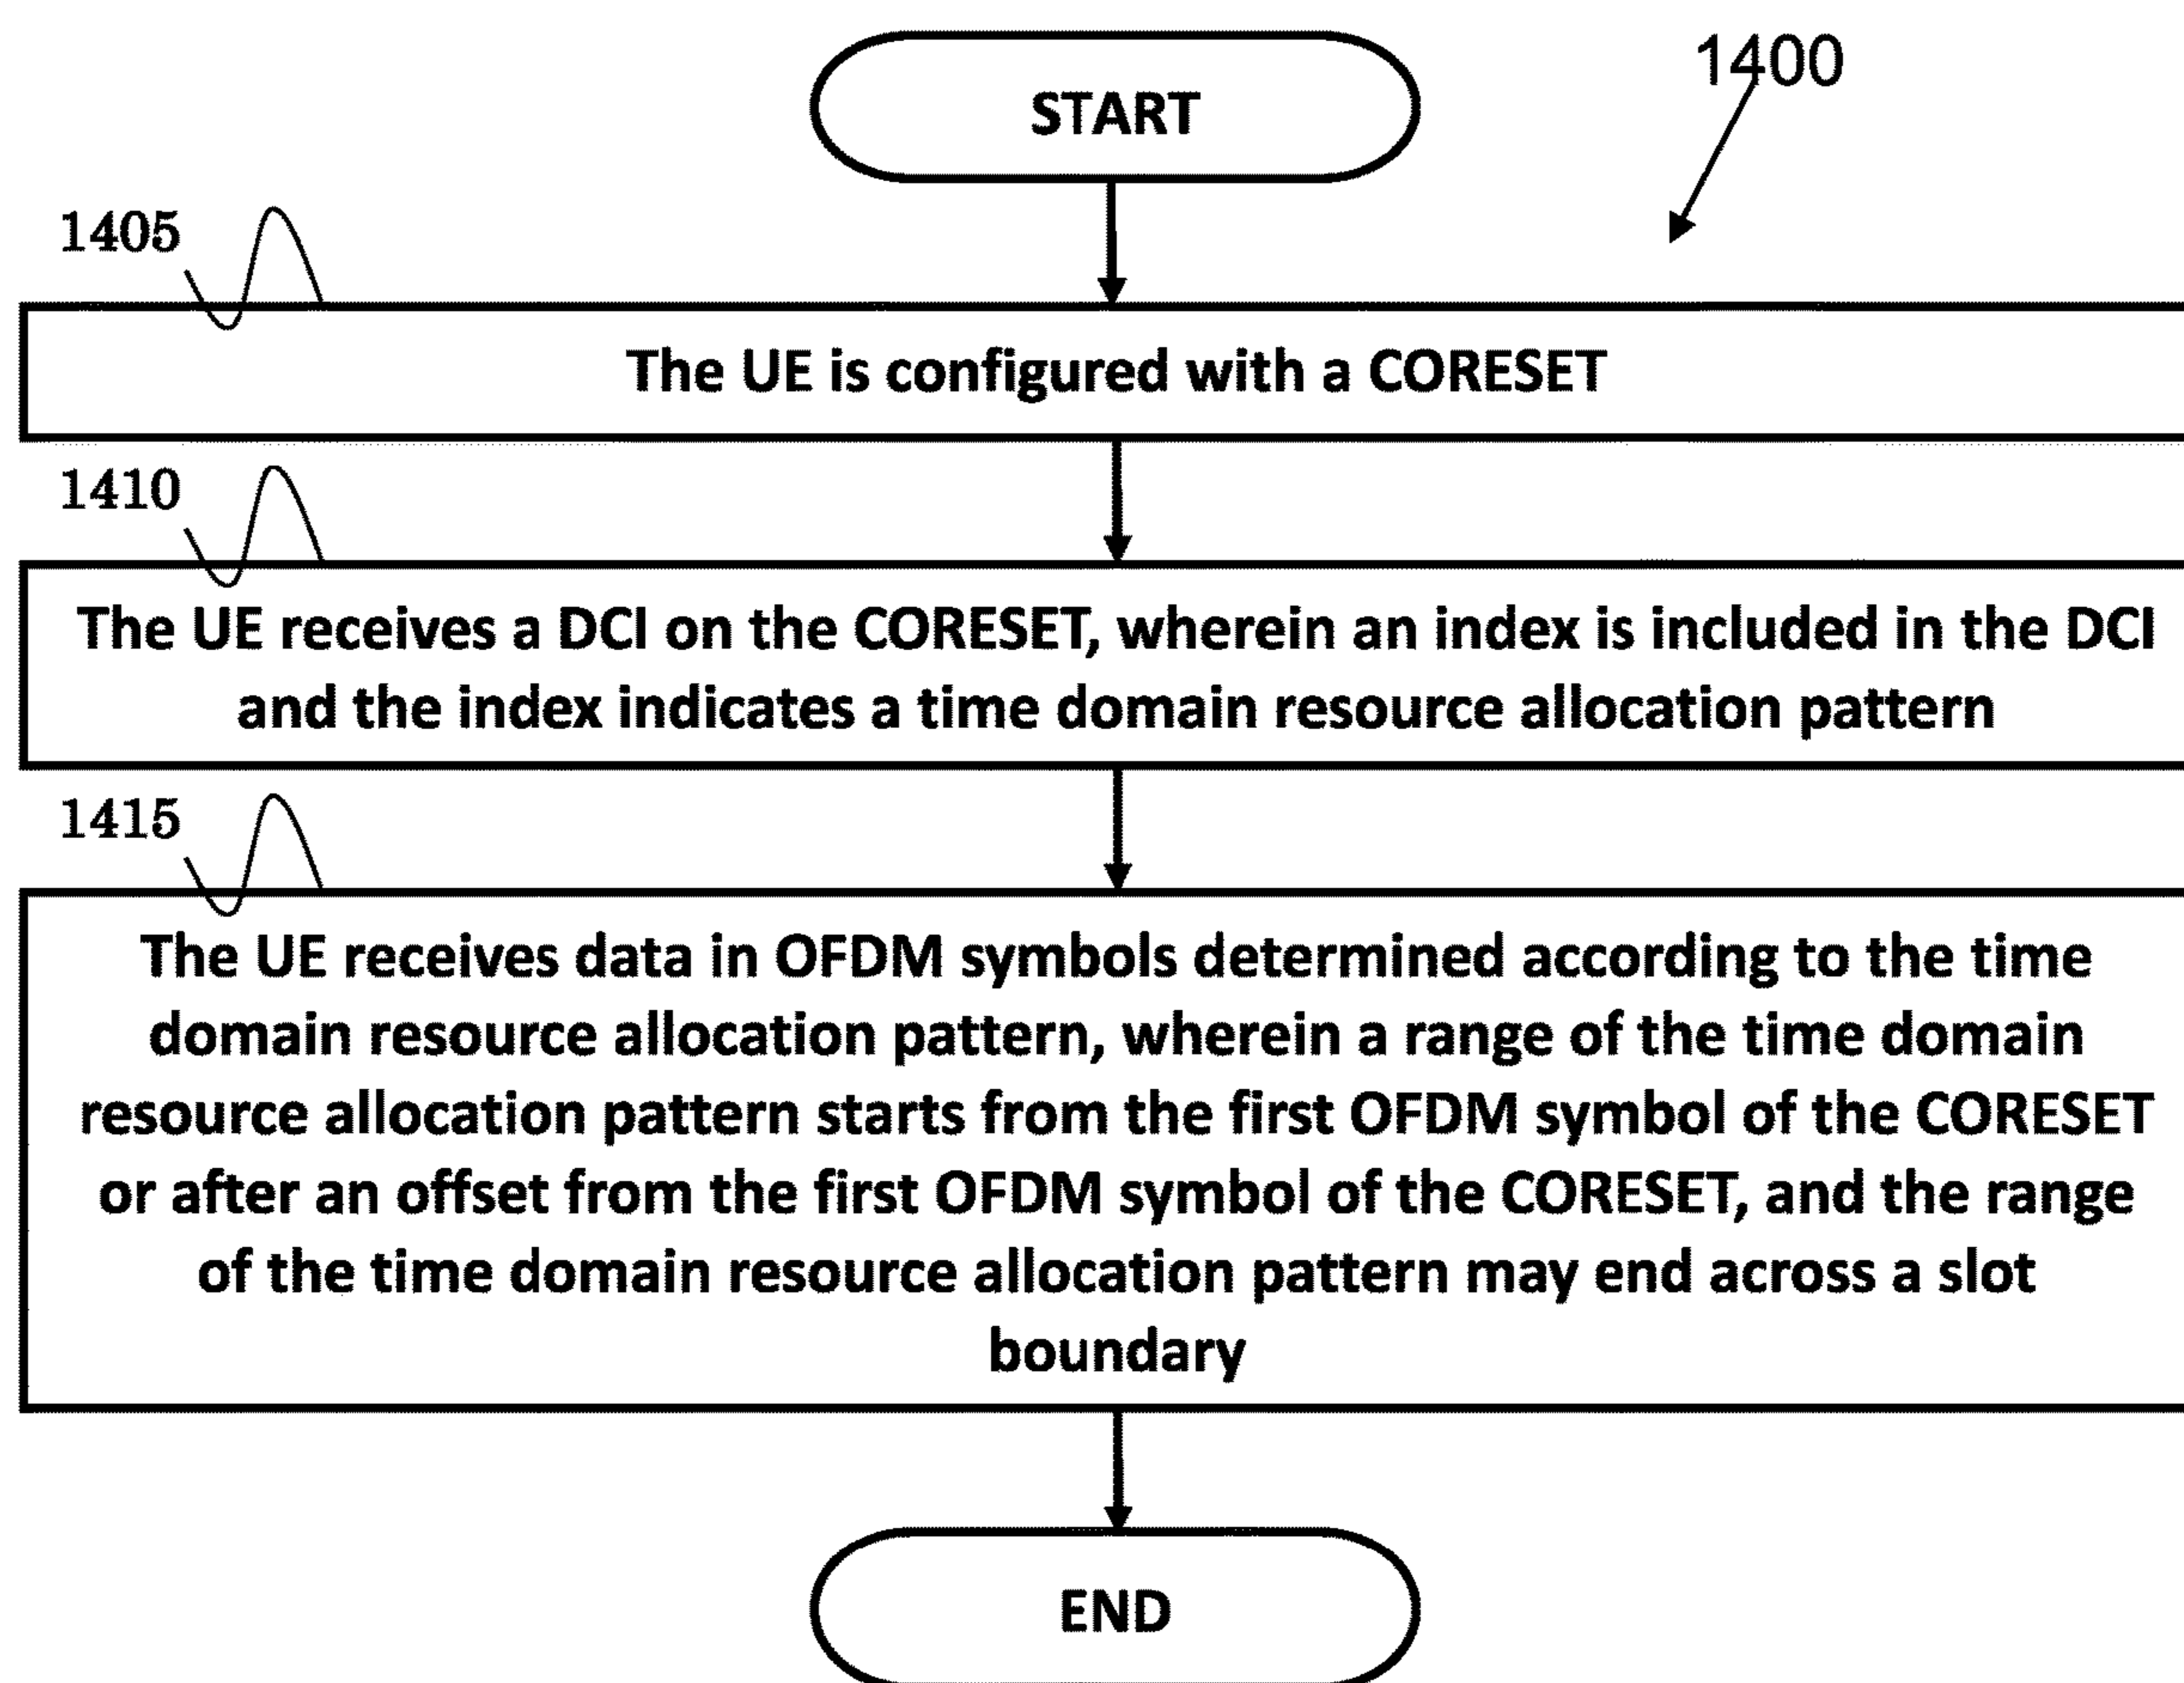 START
1400
1405
The UE is configured with a CORESET
1410
The UE receives a DCI on the CORESET, wherein an index is included in the DCI
and the index indicates a time domain resource allocation pattern
1415
The UE receives data in OFDM symbols determined according to the time
domain resource allocation pattern, wherein a range of the time domain
resource allocation pattern starts from the first OFDM symbol of the CORESET
or after an offset from the first OFDM symbol of the CORESET, and the range
of the time domain resource allocation pattern may end across a slot
boundary
END